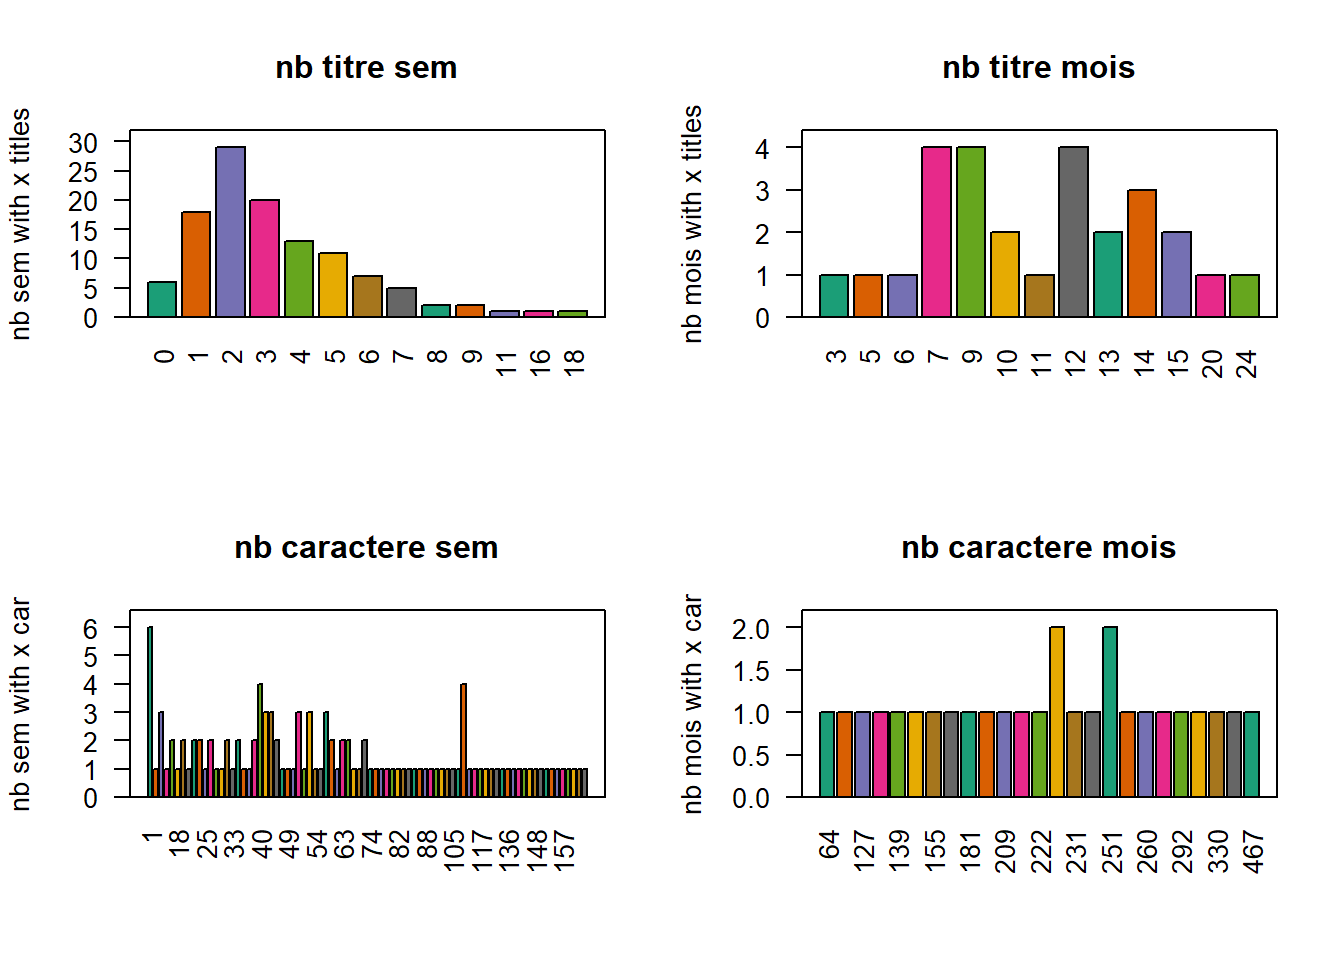 nb titre sem
nb sem with x titles
30
25
20
15
10
5
0
0 1 2 3 4 5 6 7 8 9 11 16 18
nb titre mois
nb mois with x titles
4
3
2
1
0
3 5 6 7 9 10 11 12 13 14 15 20 24
nb caractere sem
nb sem with x car
6
5
4
3
2
1
0
1 18 25 33 40 49 54 63 74 82 88 105 117 136 148 157
nb caractere mois
nb mois with x car
2.0
1.5
1.0
0.5
0.0
64 127 139 155 181 209 222 231 251 260 292 330 467